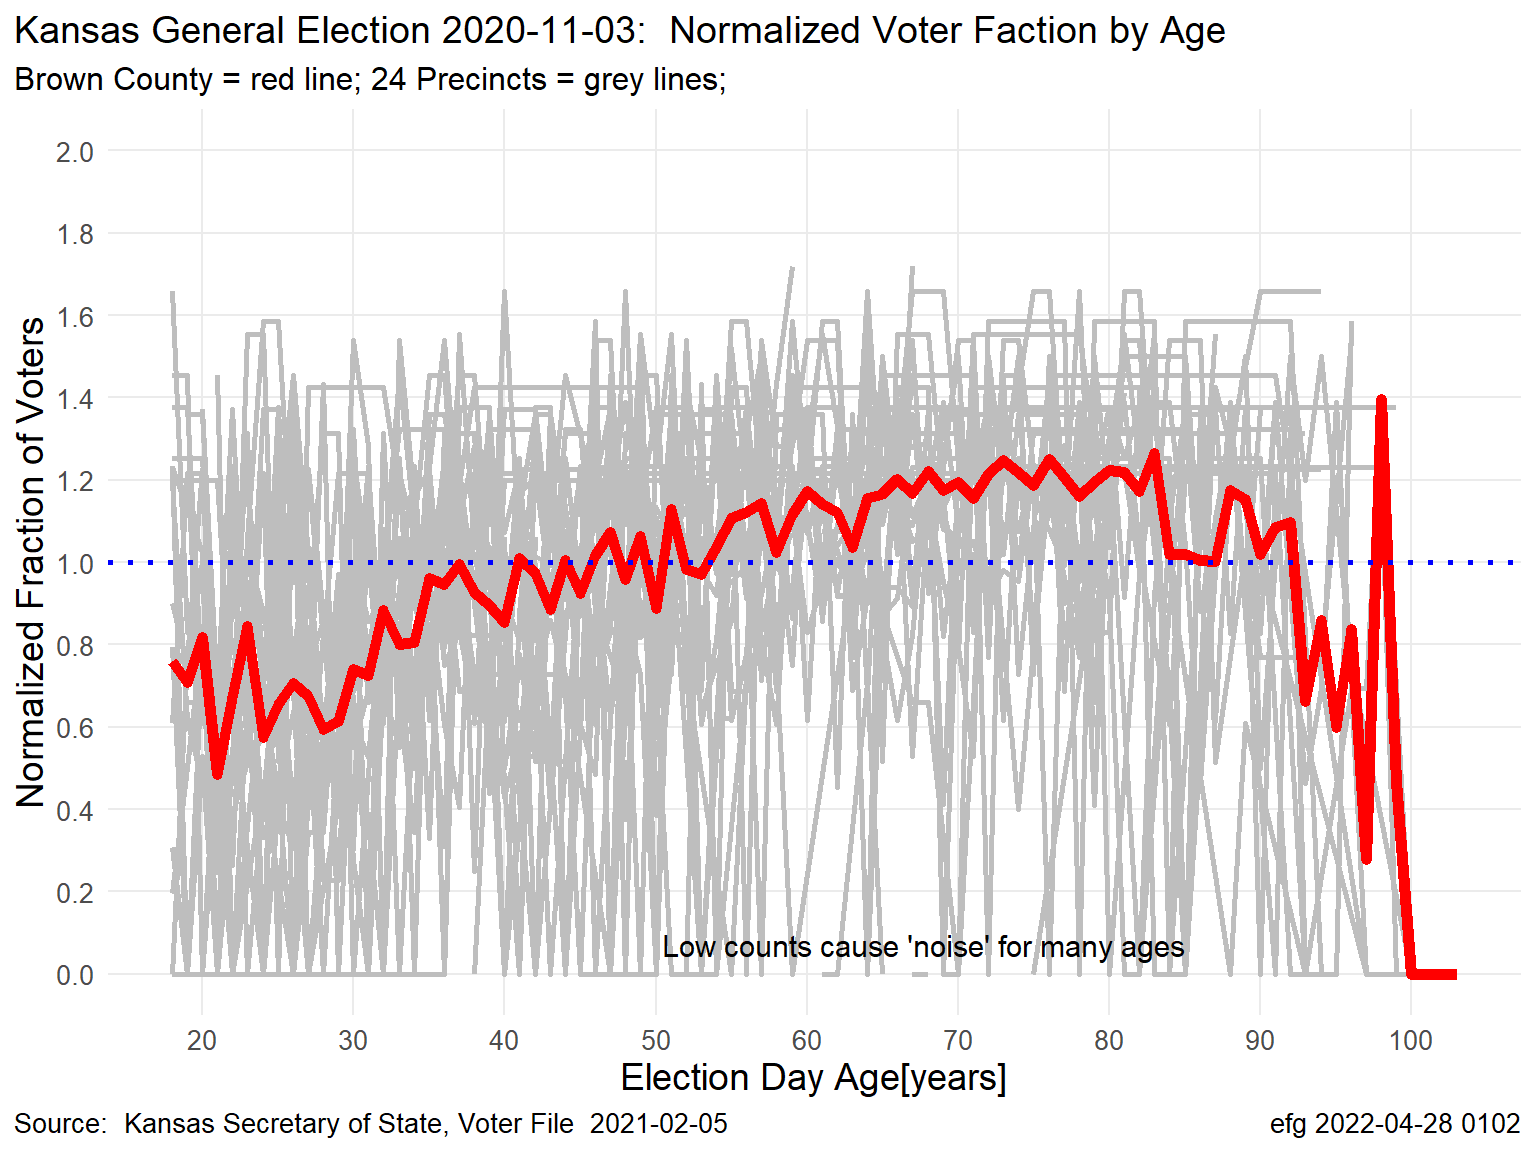 Kansas General Election 2020-11-03:  Normalized Voter Faction by Age
Brown County = red line; 24 Precincts = grey lines;
Normalized Fraction of Voters
2.0
1.8
1.6
1.4
1.2
1.0
0.8
0.6
0.4
0.2
0.0
Low counts cause 'noise' for many ages
20 30 40 50 60 70 80 90 100
Election Day Age[years]
Source:  Kansas Secretary of State, Voter File  2021-02-05
efg 2022-04-28 0102